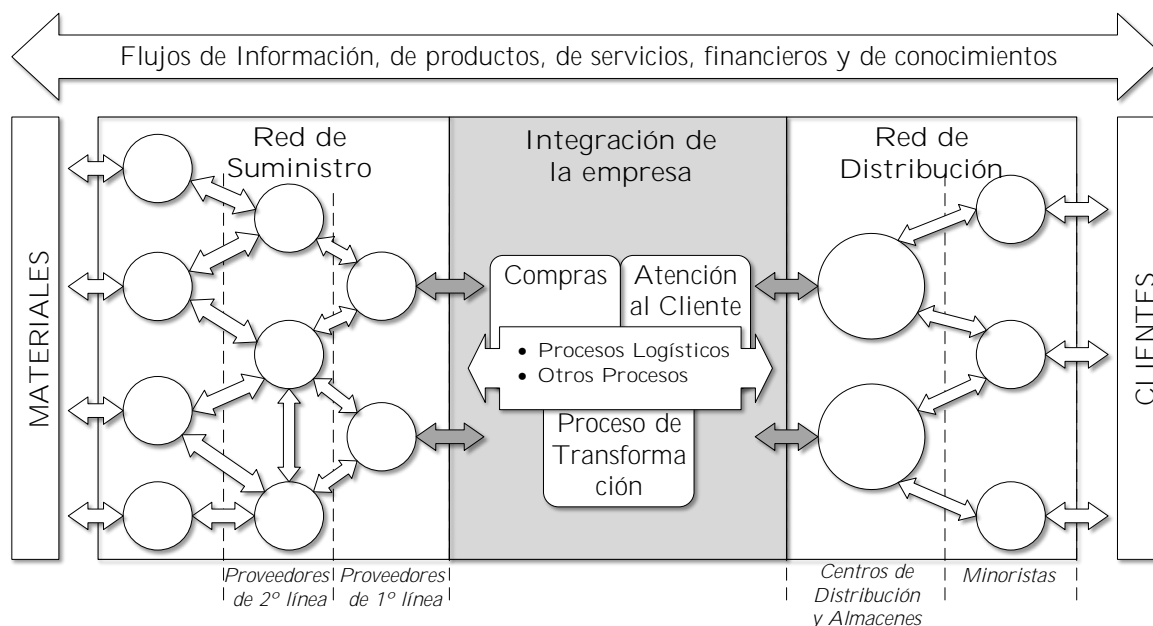 Flujos de Información, de productos, de servicios, financieros y de conocimientos
MATERIALES
Red de
Suministro
Integración de
la empresa
Red de
Distribución
CLIENTES
Compras
Atención
al Cliente
• Procesos Logísticos
• Otros Procesos
Proceso de
Transforma
ción
Proveedores
de 2º línea
Proveedores
de 1º línea
Centros de
Distribución
y Almacenes
Minoristas